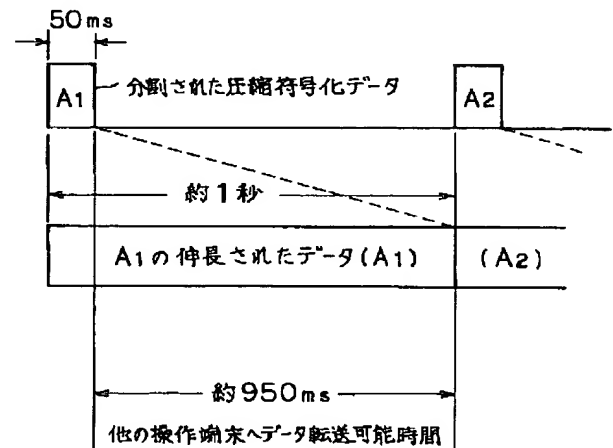 50ms
A1
分割された圧縮符号化データ
A2
約1秒
A1の伸長されたデータ(A1)
(A2)
約950ms
他の操作端末へデータ転送可能時間